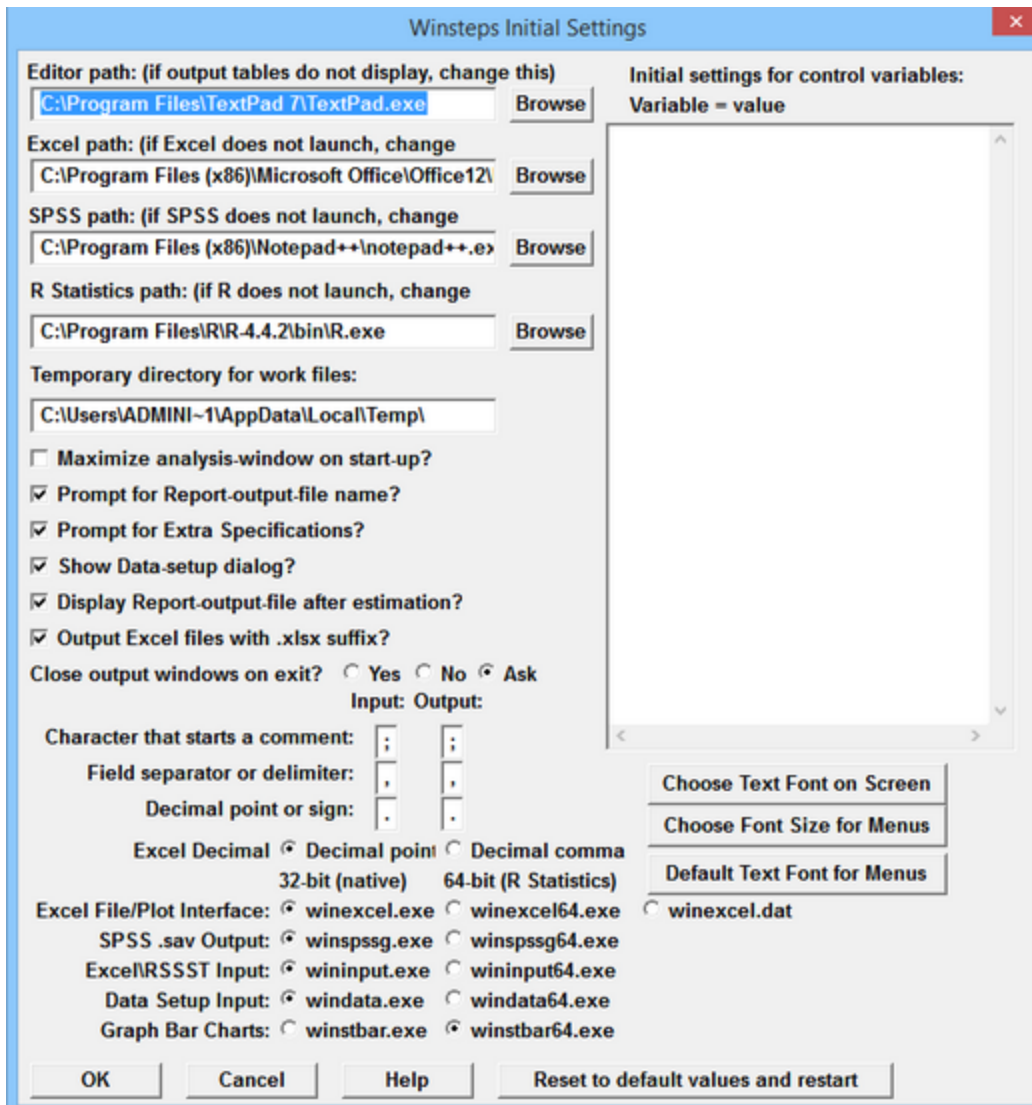 Winsteps Initial Settings
Editor path: (if output tables do not display, change this)
C:\Program Files\TextPad 7\TextPad.exe
Browse
Excel path: (if Excel does not launch, change
C:\Program Files (x86)\Microsoft Office\Office12\
Browse
SPSS path: (if SPSS does not launch, change
C:\Program Files (x86)\Notepad++\notepad++.ex
Browse
R Statistics path: (if R does not launch, change
C:\Program Files\R\R-4.4.2\bin\R.exe
Browse
Temporary directory for work files:
C:\Users\ADMINI~1\AppData\Local\Temp\
Maximize analysis-window on start-up?
Prompt for Report-output-file name?
Prompt for Extra Specifications?
Show Data-setup dialog?
Display Report-output-file after estimation?
Output Excel files with .xlsx suffix?
Close output windows on exit? Yes No Ask
Input: Output:
Character that starts a comment: ; ;
Field separator or delimiter: , ,
Decimal point or sign: . .
Excel Decimal Decimal point Decimal comma
32-bit (native) 64-bit (R Statistics)
Excel File/Plot Interface: winexcel.exe winexcel64.exe winexcel.dat
SPSS .sav Output: winspssg.exe winspssg64.exe
Excel\RSSST Input: wininput.exe wininput64.exe
Data Setup Input: windata.exe windata64.exe
Graph Bar Charts: winstbar.exe winstbar64.exe
Initial settings for control variables:
Variable = value
Choose Text Font on Screen
Choose Font Size for Menus
Default Text Font for Menus
OK Cancel Help Reset to default values and restart